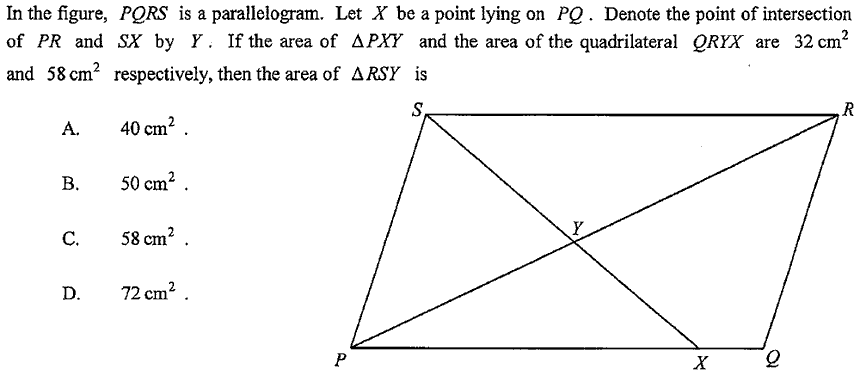 In the figure, PQRS is a parallelogram. Let X be a point lying on PQ. Denote the point of intersection
of PR and SX by Y. If the area of ΔPXY and the area of the quadrilateral QRYX are 32 cm²
and 58 cm² respectively, then the area of ΔRSY is
A. 40 cm² .
B. 50 cm² .
C. 58 cm² .
D. 72 cm² .
S R
Y
P X Q